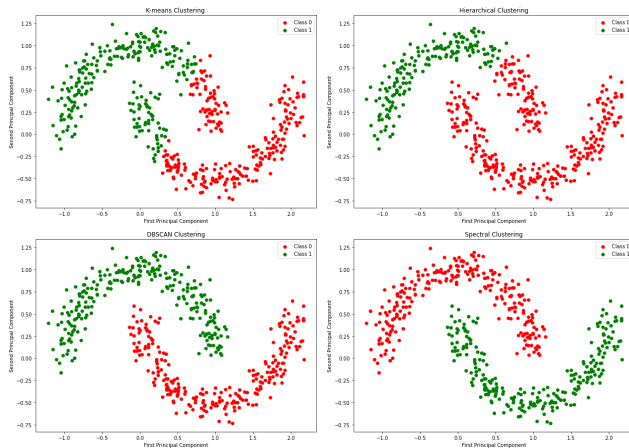 K-means Clustering
Class 0
Class 1
Second Principal Component
1.25
1.00
0.75
0.50
0.25
0.00
−0.25
−0.50
−0.75
−1.0 −0.5 0.0 0.5 1.0 1.5 2.0
First Principal Component
Hierarchical Clustering
Class 0
Class 1
Second Principal Component
1.25
1.00
0.75
0.50
0.25
0.00
−0.25
−0.50
−0.75
−1.0 −0.5 0.0 0.5 1.0 1.5 2.0
First Principal Component
DBSCAN Clustering
Class 0
Class 1
Second Principal Component
1.25
1.00
0.75
0.50
0.25
0.00
−0.25
−0.50
−0.75
−1.0 −0.5 0.0 0.5 1.0 1.5 2.0
First Principal Component
Spectral Clustering
Class 0
Class 1
Second Principal Component
1.25
1.00
0.75
0.50
0.25
0.00
−0.25
−0.50
−0.75
−1.0 −0.5 0.0 0.5 1.0 1.5 2.0
First Principal Component